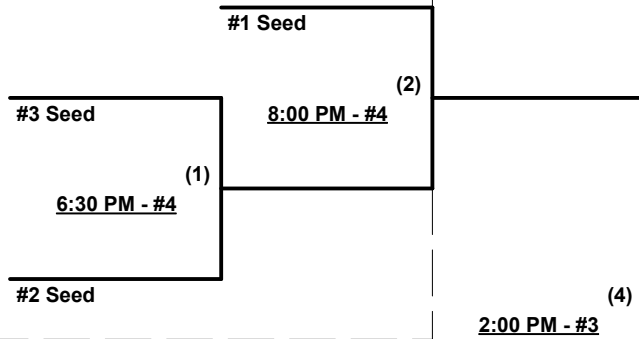 #1 Seed
(2)
8:00 PM - #4
#3 Seed
(1)
6:30 PM - #4
#2 Seed
(4)
2:00 PM - #3